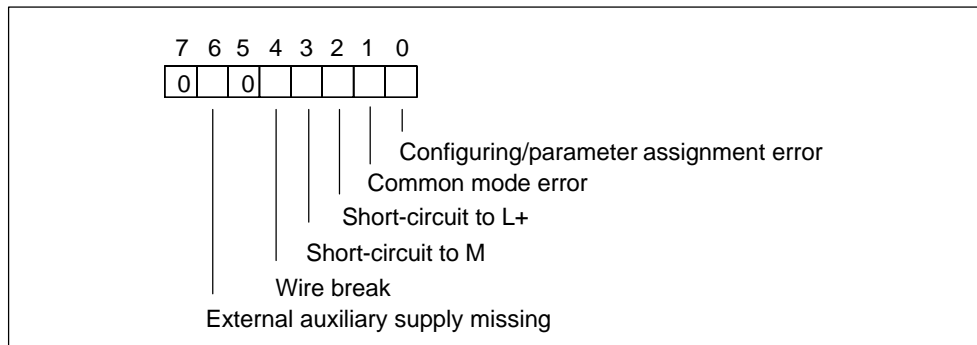 7 6 5 4 3 2 1 0
0 0
Configuring/parameter assignment error
Common mode error
Short-circuit to L+
Short-circuit to M
Wire break
External auxiliary supply missing